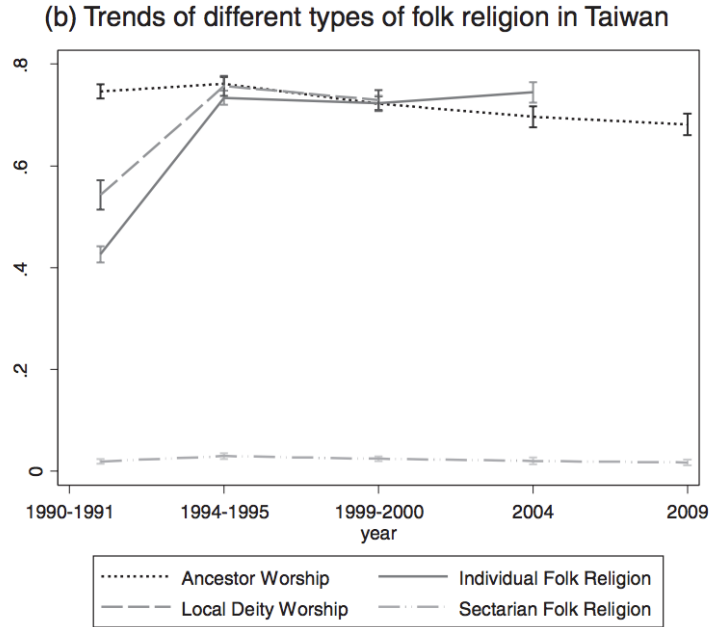 (b) Trends of different types of folk religion in Taiwan
.8
.6
.4
.2
0
1990-1991 1994-1995 1999-2000 2004 2009
year
Ancestor Worship Individual Folk Religion
Local Deity Worship Sectarian Folk Religion